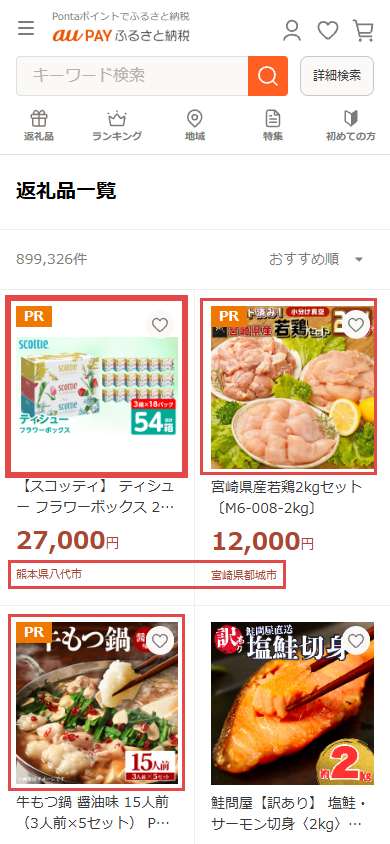 Pontaポイントでふるさと納税
au PAY ふるさと納税
キーワード検索
詳細検索
返礼品
ランキング
地域
特集
初めての方
返礼品一覧
899,326件
おすすめ順
PR
scottie
scottie
scottie
3箱×18パック
ティシュー
フラワーボックス
54箱
【スコッティ】 ティシュ
ー フラワーボックス 2…
27,000円
熊本県八代市
PR
小分け真空
宮崎県産若鶏セット
宮崎県産若鶏2kgセット
〔M6-008-2kg〕
12,000円
宮崎県都城市
PR
牛もつ鍋
15人前
3人前×5セット
牛もつ鍋 醤油味 15人前
（3人前×5セット） P…
訳あり
鮭問屋直送
塩鮭切身
約2kg
鮭問屋【訳あり】 塩鮭・
サーモン切身〈2kg〉…